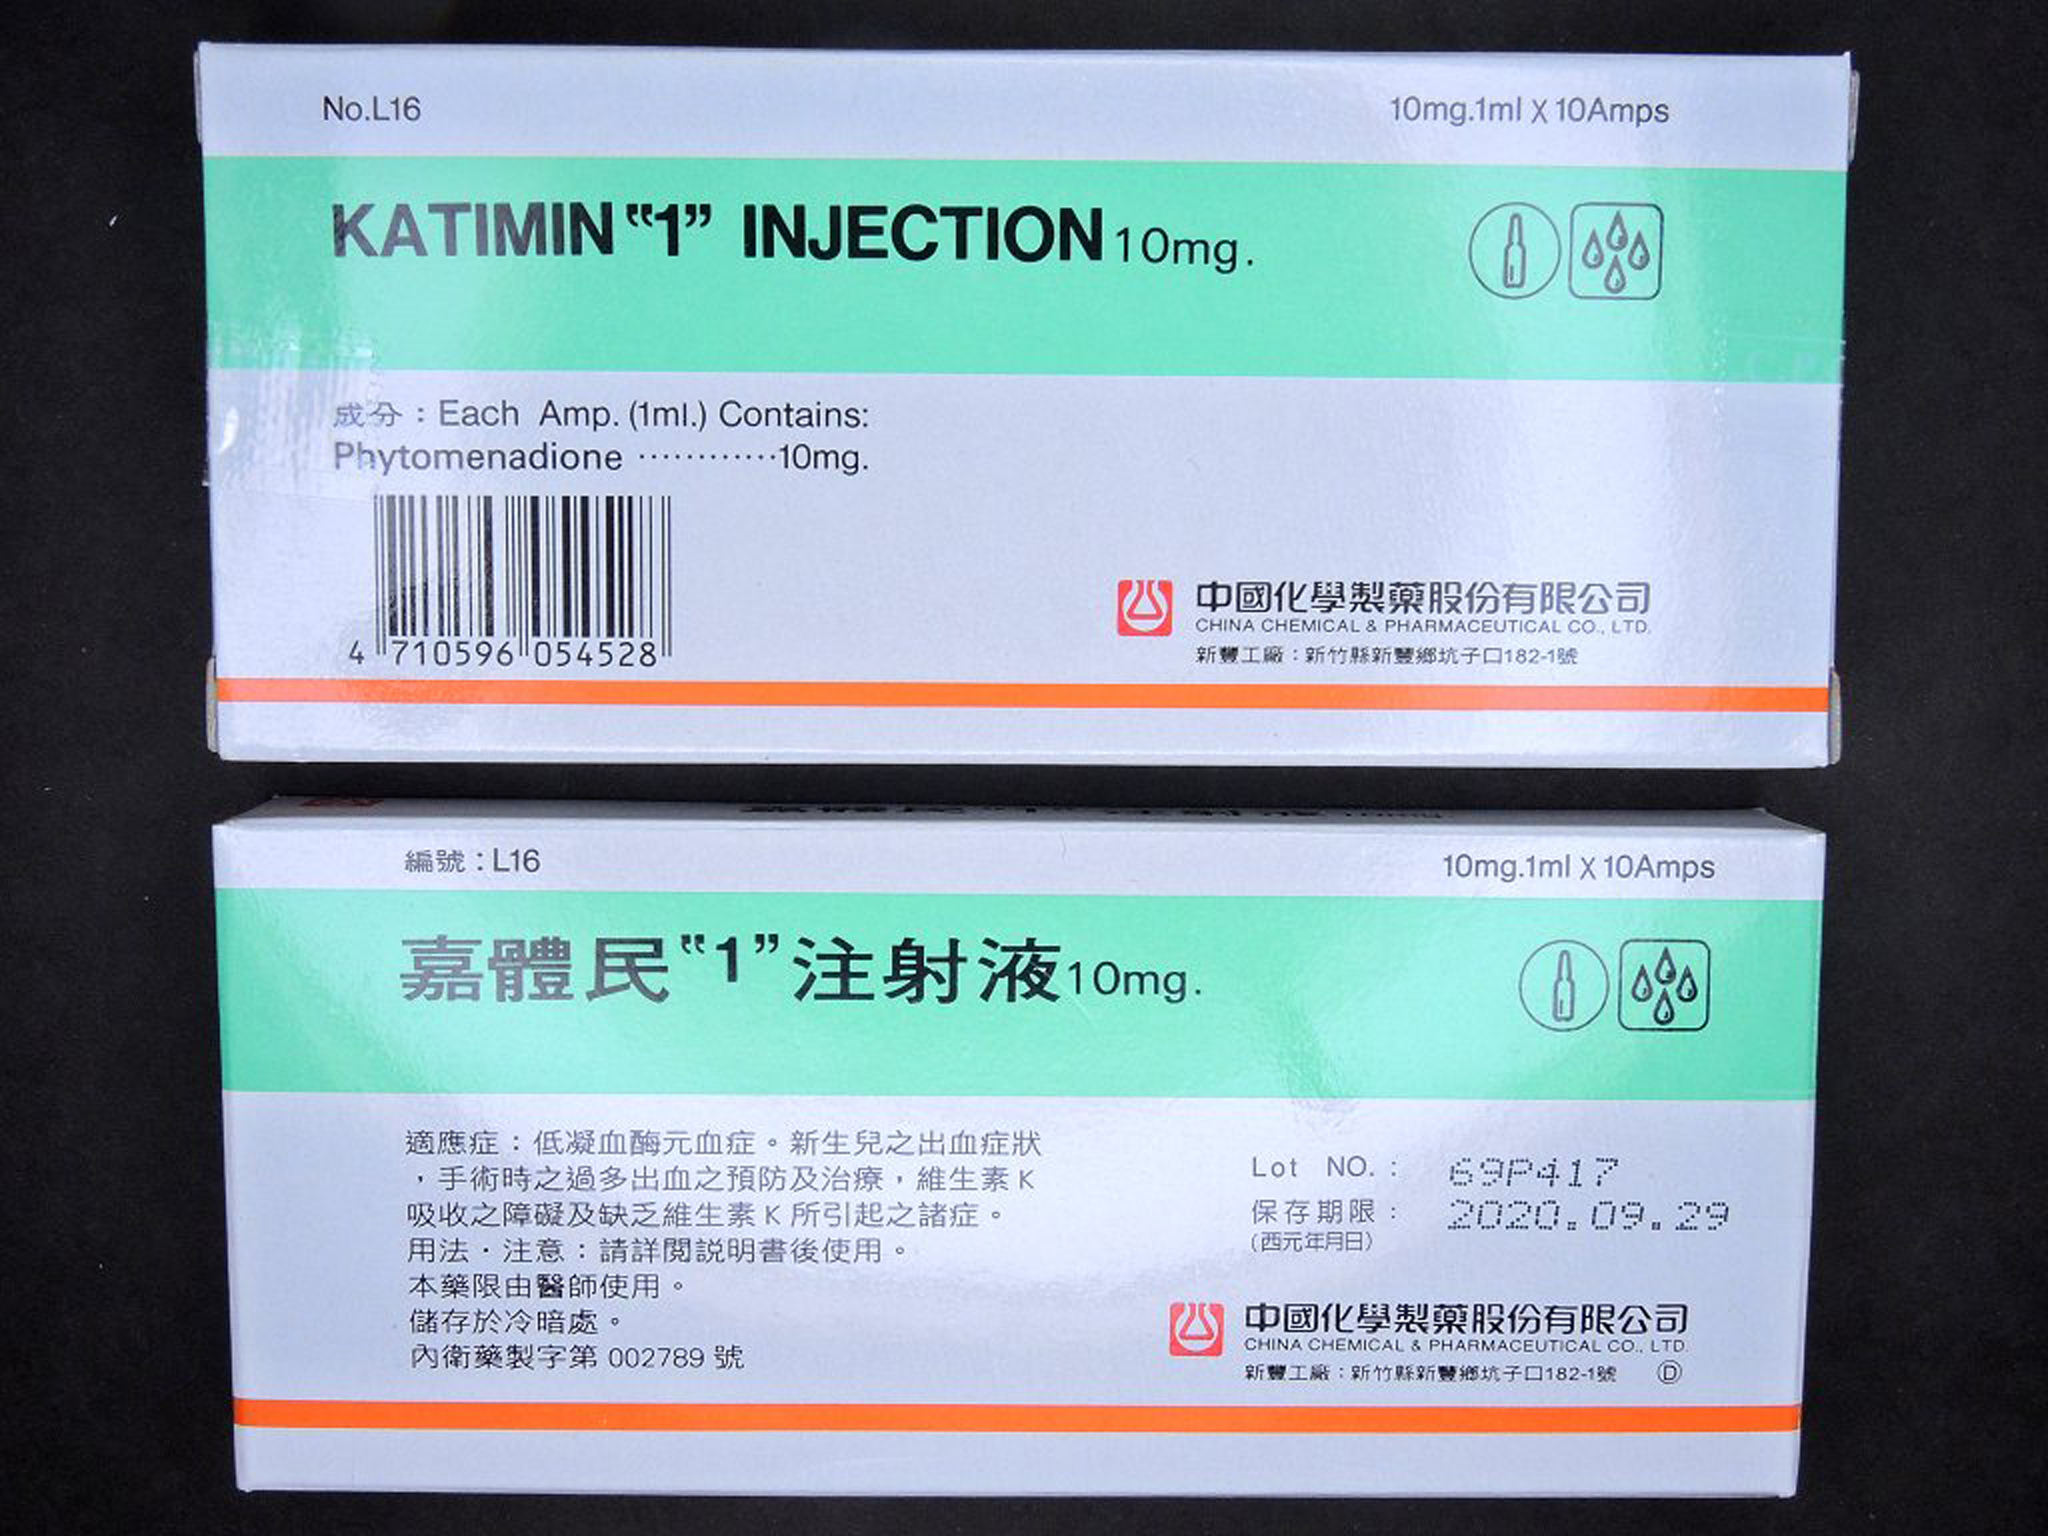 No.L16
10mg.1ml X 10Amps
KATIMIN "1" INJECTION 10mg.
成分：Each Amp. (1ml.) Contains:
Phytomenadione ············10mg.
4 710596 054528
中國化學製藥股份有限公司
CHINA CHEMICAL & PHARMACEUTICAL CO., LTD.
新豐工廠：新竹縣新豐鄉坑子口182-1號
編號：L16
10mg.1ml X 10Amps
嘉體民"1"注射液10mg.
適應症：低凝血酶元血症。新生兒之出血症狀
，手術時之過多出血之預防及治療，維生素K
吸收之障礙及缺乏維生素K所引起之諸症。
用法·注意：請詳閱說明書後使用。
本藥限由醫師使用。
儲存於冷暗處。
內衛藥製字第 002789 號
Lot NO.： 69P417
保存期限： 2020.09.29
(西元年月日)
中國化學製藥股份有限公司
CHINA CHEMICAL & PHARMACEUTICAL CO., LTD.
新豐工廠：新竹縣新豐鄉坑子口182-1號 Ⓓ